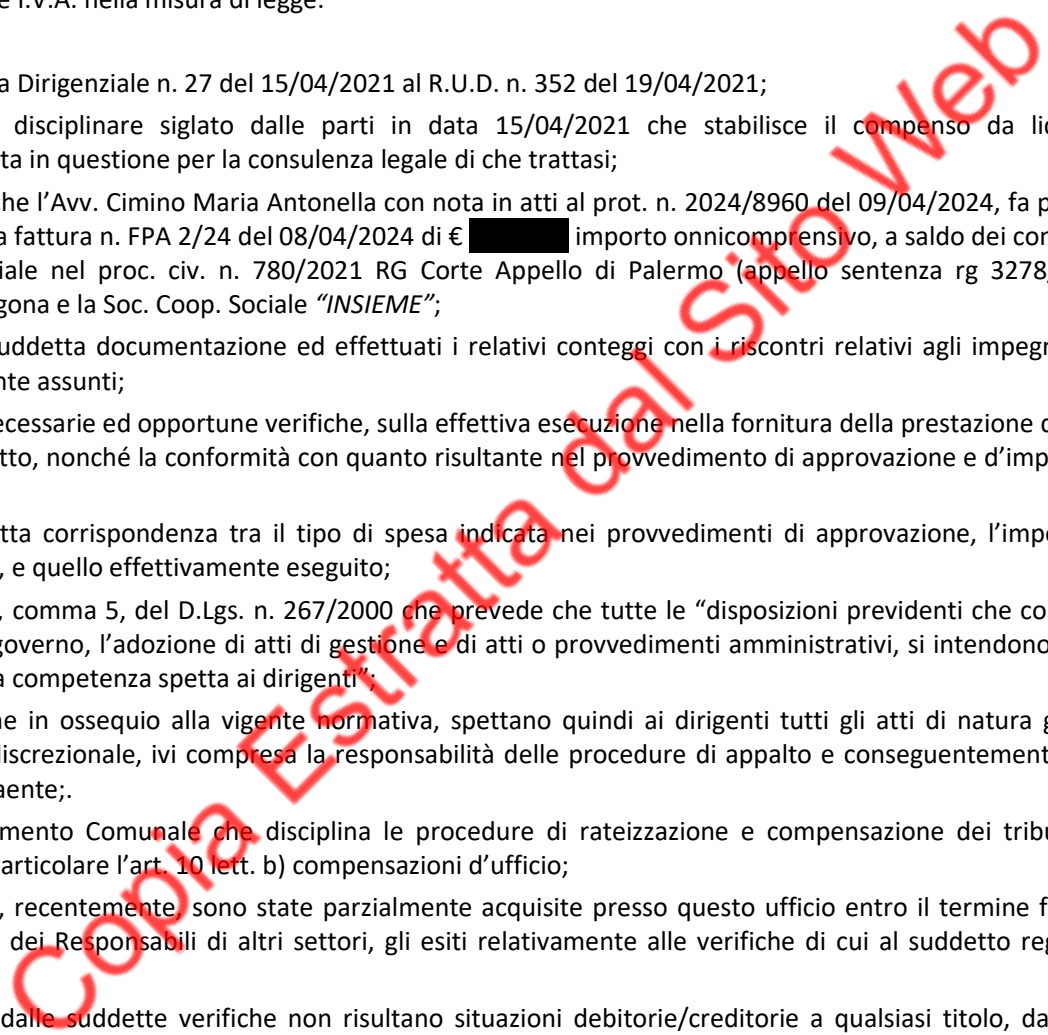 e I.V.A. nella misura di legge.
a Dirigenziale n. 27 del 15/04/2021 al R.U.D. n. 352 del 19/04/2021;
disciplinare siglato dalle parti in data 15/04/2021 che stabilisce il compenso da
ta in questione per la consulenza legale di che trattasi;
che l’Avv. Cimino Maria Antonella con nota in atti al prot. n. 2024/8960 del 09/04/2024, fa
a fattura n. FPA 2/24 del 08/04/2024 di € importo onnicomprensivo, a saldo dei
iale nel proc. civ. n. 780/2021 RG Corte Appello di Palermo (appello sentenza rg 3278,
gona e la Soc. Coop. Sociale “INSIEME”;
uddetta documentazione ed effettuati i relativi conteggi con i riscontri relativi agli impegn
nte assunti;
ecessarie ed opportune verifiche, sulla effettiva esecuzione nella fornitura della prestazione
tto, nonché la conformità con quanto risultante nel provvedimento di approvazione e d’imp
tta corrispondenza tra il tipo di spesa indicata nei provvedimenti di approvazione, l’imp
, e quello effettivamente eseguito;
, comma 5, del D.Lgs. n. 267/2000 che prevede che tutte le “disposizioni previdenti che co
governo, l’adozione di atti di gestione e di atti o provvedimenti amministrativi, si intendono
a competenza spetta ai dirigenti”;
ne in ossequio alla vigente normativa, spettano quindi ai dirigenti tutti gli atti di natura g
discrezionale, ivi compresa la responsabilità delle procedure di appalto e conseguentement
aente;.
mento Comunale che disciplina le procedure di rateizzazione e compensazione dei tribu
articolare l’art. 10 lett. b) compensazioni d’ufficio;
, recentemente, sono state parzialmente acquisite presso questo ufficio entro il termine f
dei Responsabili di altri settori, gli esiti relativamente alle verifiche di cui al suddetto reg
dalle suddette verifiche non risultano situazioni debitorie/creditorie a qualsiasi titolo, da
Copia Estratta dal Sito Web